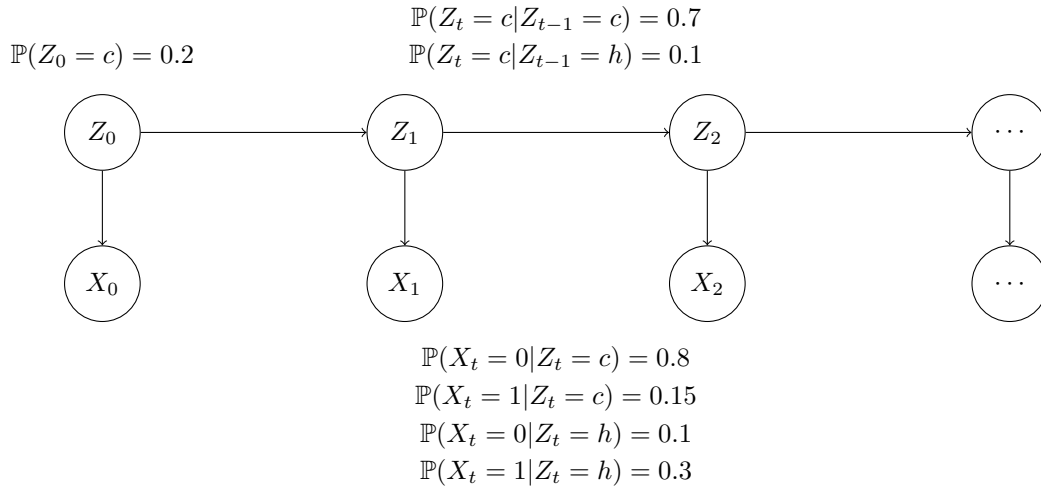 ℙ(Z_t = c|Z_{t−1} = c) = 0.7
ℙ(Z_0 = c) = 0.2
ℙ(Z_t = c|Z_{t−1} = h) = 0.1
Z_0 Z_1 Z_2 ···
X_0 X_1 X_2 ···
ℙ(X_t = 0|Z_t = c) = 0.8
ℙ(X_t = 1|Z_t = c) = 0.15
ℙ(X_t = 0|Z_t = h) = 0.1
ℙ(X_t = 1|Z_t = h) = 0.3